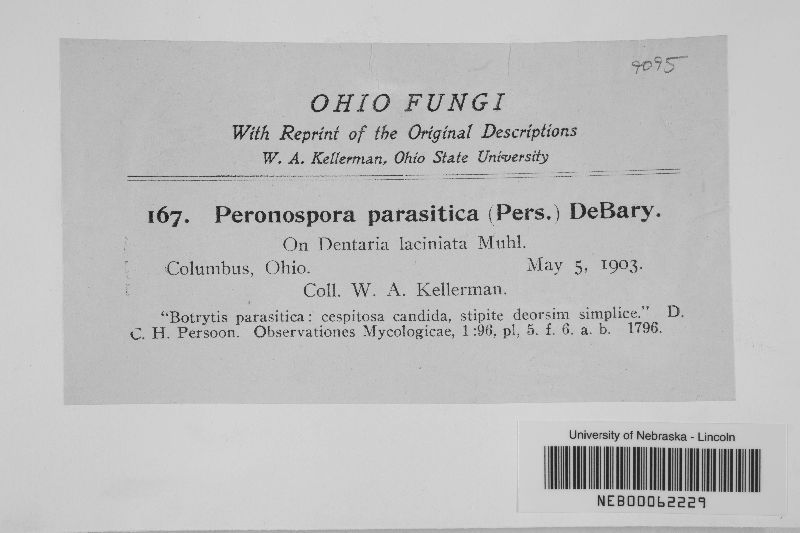 9095
OHIO FUNGI
With Reprint of the Original Descriptions
W. A. Kellerman, Ohio State University
167. Peronospora parasitica (Pers.) DeBary.
On Dentaria laciniata Muhl.
Columbus, Ohio. May 5, 1903.
Coll. W. A. Kellerman.
“Botrytis parasitica: cespitosa candida, stipite deorsim simplice.” D.
C. H. Persoon. Observationes Mycologicae, 1:96, pl, 5. f. 6. a. b. 1796.
University of Nebraska - Lincoln
NEB00062229